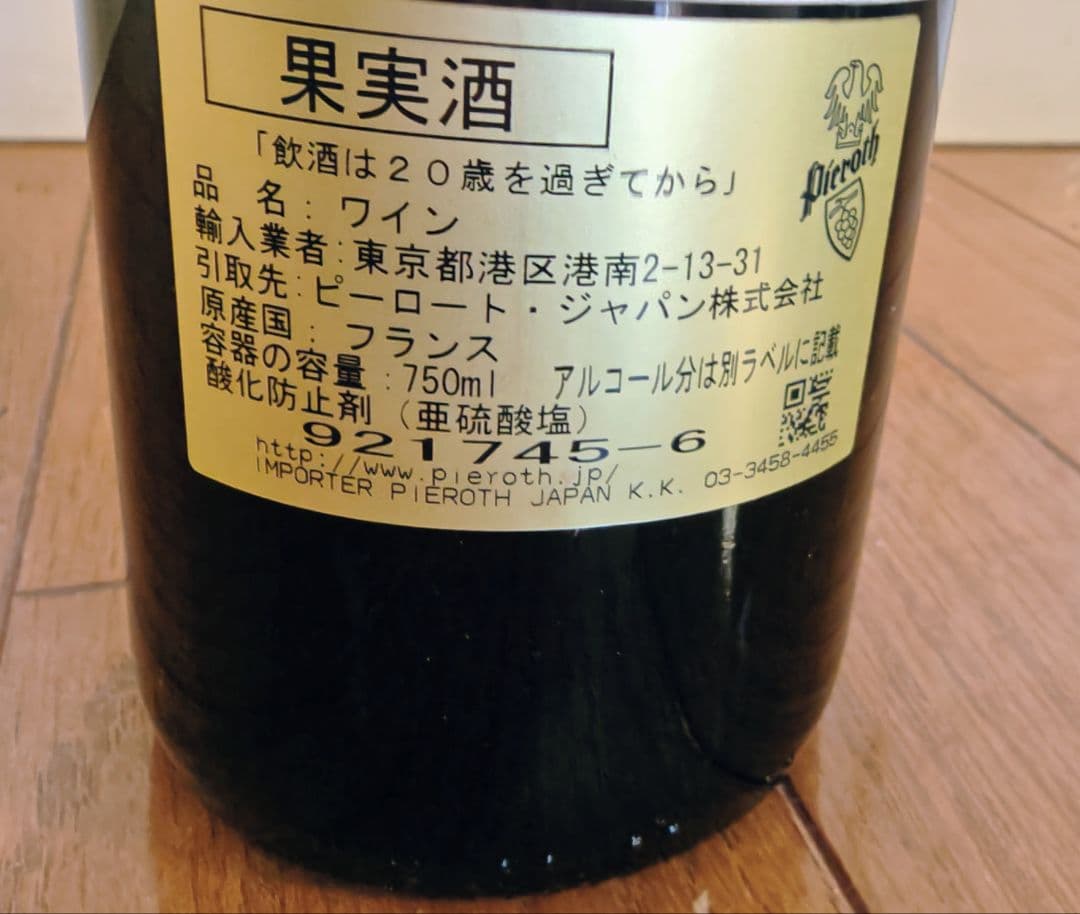 果実酒
「飲酒は20歳を過ぎてから」
Pieroth
品 名: ワイン
輸入業者: 東京都港区港南2-13-31
引取先: ピーロート・ジャパン株式会社
原産国: フランス
容器の容量: 750ml アルコール分は別ラベルに記載
酸化防止剤 (亜硫酸塩)
921745-6
http://www.pieroth.jp/
IMPORTER PIEROTH JAPAN K.K. 03-3458-4455